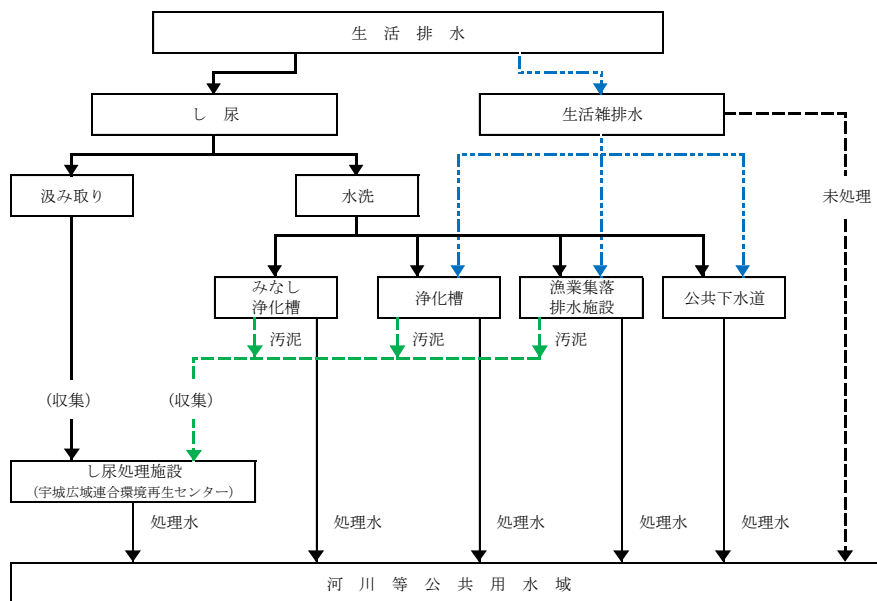 生活排水
し尿
生活雑排水
汲み取り
水洗
未処理
みなし
浄化槽
浄化槽
漁業集落
排水施設
公共下水道
汚泥
汚泥
汚泥
（収集）
（収集）
し尿処理施設
（宇城広域連合環境再生センター）
処理水
処理水
処理水
処理水
処理水
河川等公共用水域